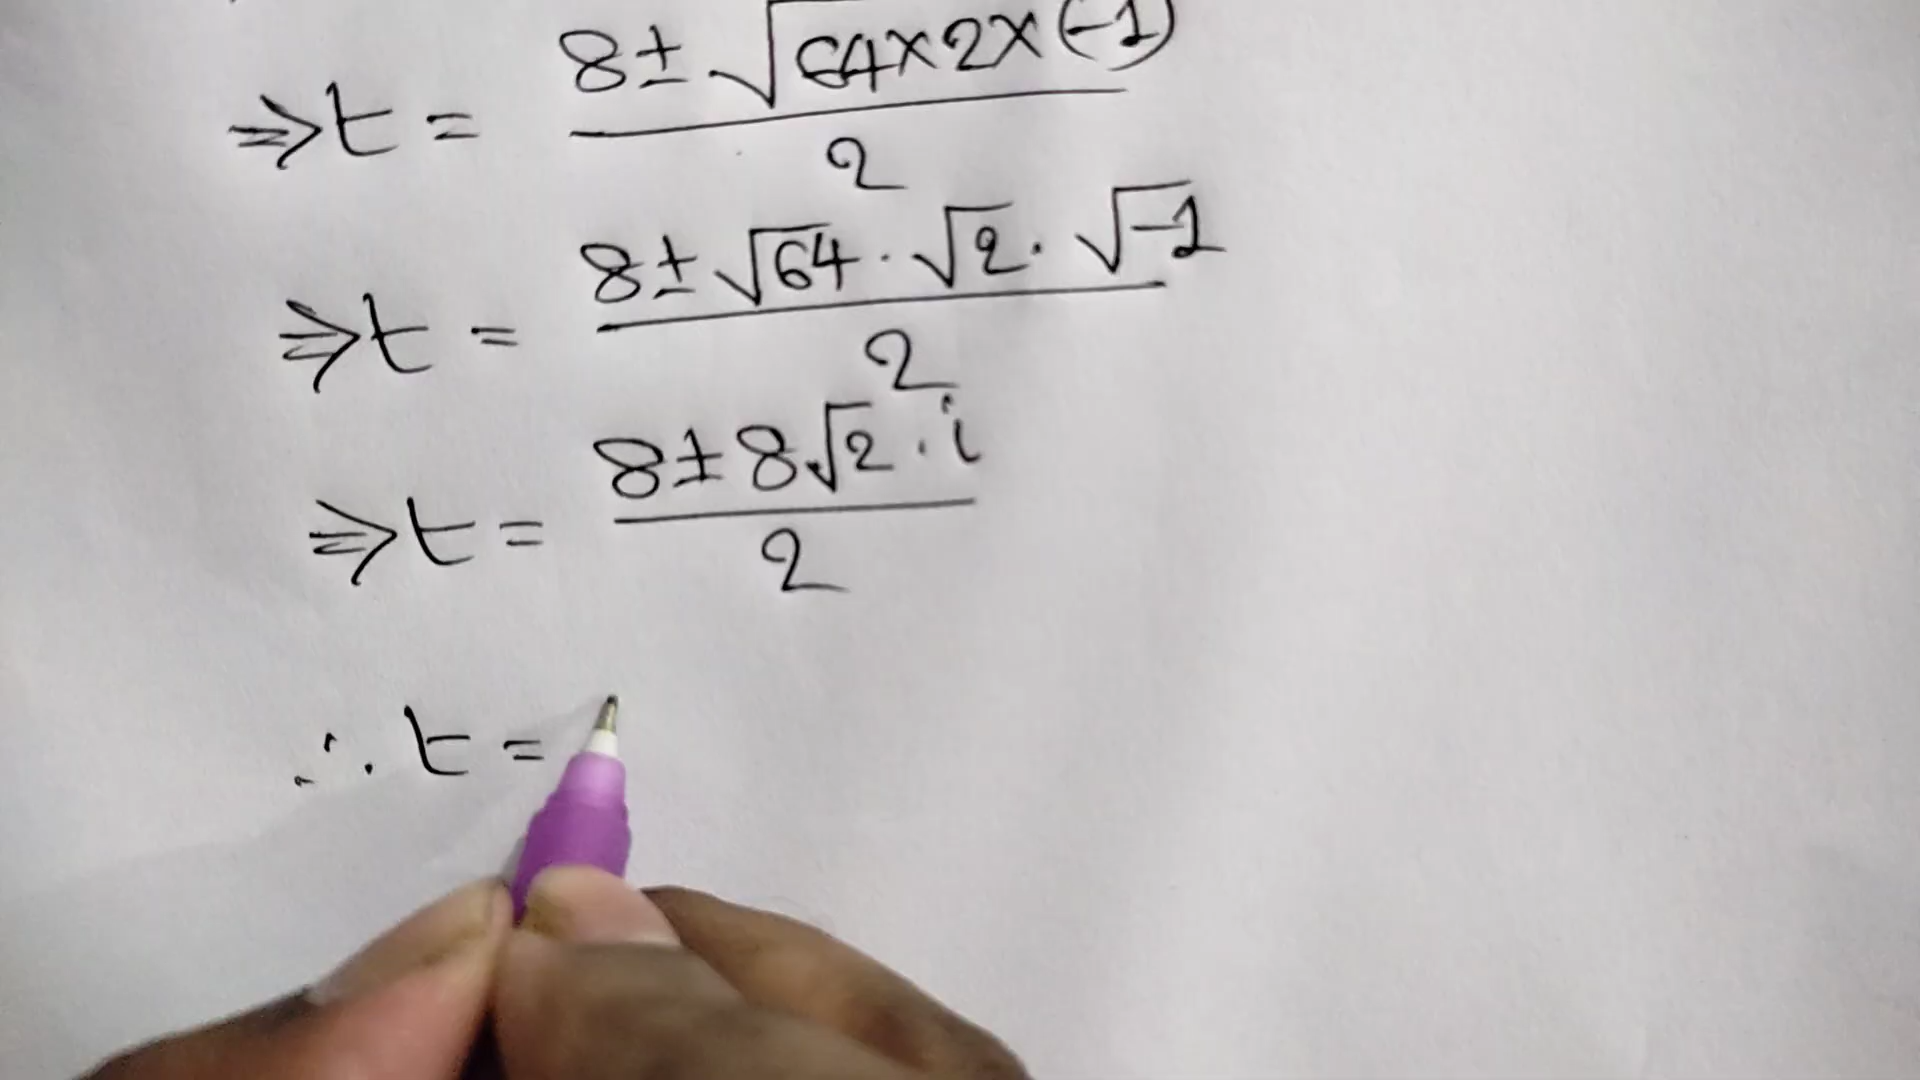 ⇒ t = (8 ± √(64×2×(-1))) / 2
⇒ t = (8 ± √64 · √2 · √-1) / 2
⇒ t = (8 ± 8√2 · i) / 2
∴ t =